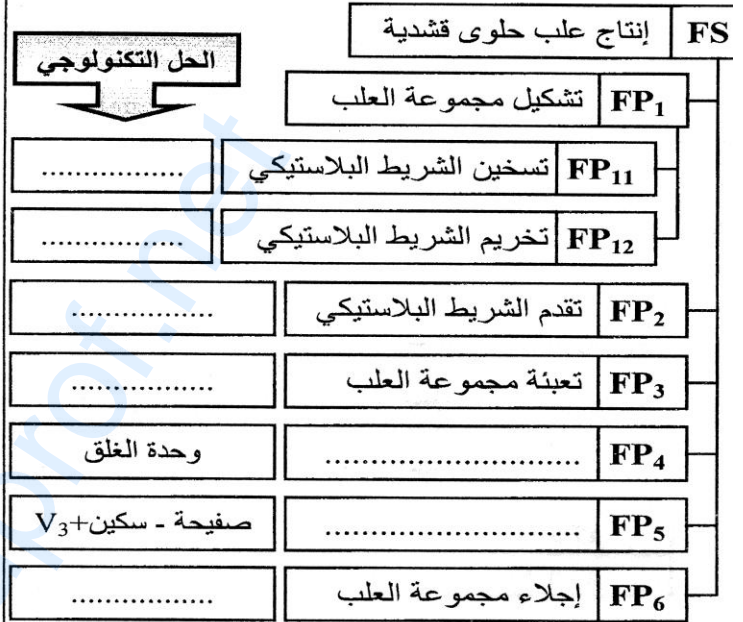 FS إنتاج علب حلوى قشدية
الحل التكنولوجي
FP₁ تشكيل مجموعة العلب
FP₁₁ تسخين الشريط البلاستيكي .................
FP₁₂ تخريم الشريط البلاستيكي .................
FP₂ تقدم الشريط البلاستيكي .................
FP₃ تعبئة مجموعة العلب .................
FP₄ ............................ وحدة الغلق
FP₅ ............................ صفيحة - سكين+V₃
FP₆ إجلاء مجموعة العلب .................
prof.net